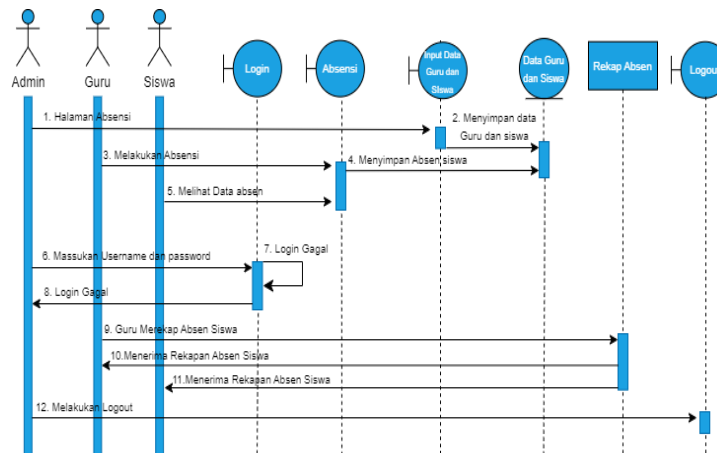 Admin
Guru
Siswa
Login
Absensi
Input Data
Guru dan
SIswa
Data Guru
dan Siswa
Rekap Absen
Logout
1. Halaman Absensi
2. Menyimpan data
Guru dan siswa
3. Melakukan Absensi
4. Menyimpan Absen siswa
5. Melihat Data absen
6. Massukan Username dan password
7. Login Gagal
8. Login Gagal
9. Guru Merekap Absen Siswa
10.Menerima Rekapan Absen Siswa
11.Menerima Rekapan Absen Siswa
12. Melakukan Logout